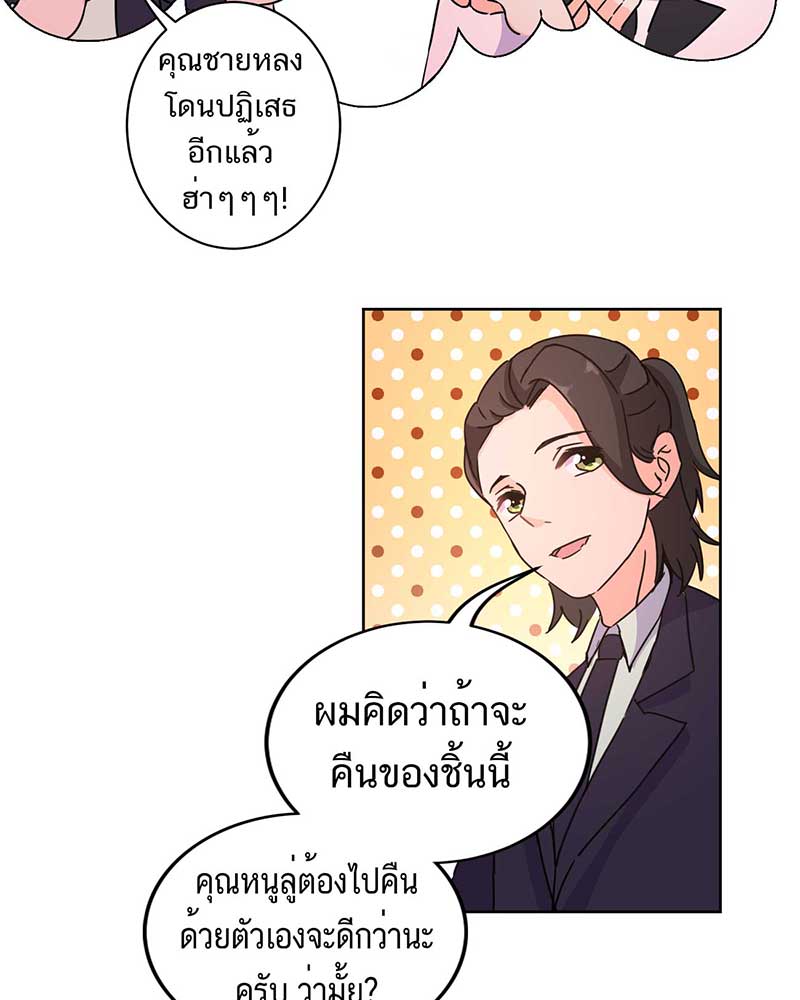 คุณชายหลง
โดนปฏิเสธ
อีกแล้ว
ฮ่าๆๆๆ!
ผมคิดว่าถ้าจะ
คืนของชิ้นนี้
คุณหนูลู่ต้องไปคืน
ด้วยตัวเองจะดีกว่านะ
ครับ ว่ามั้ย?